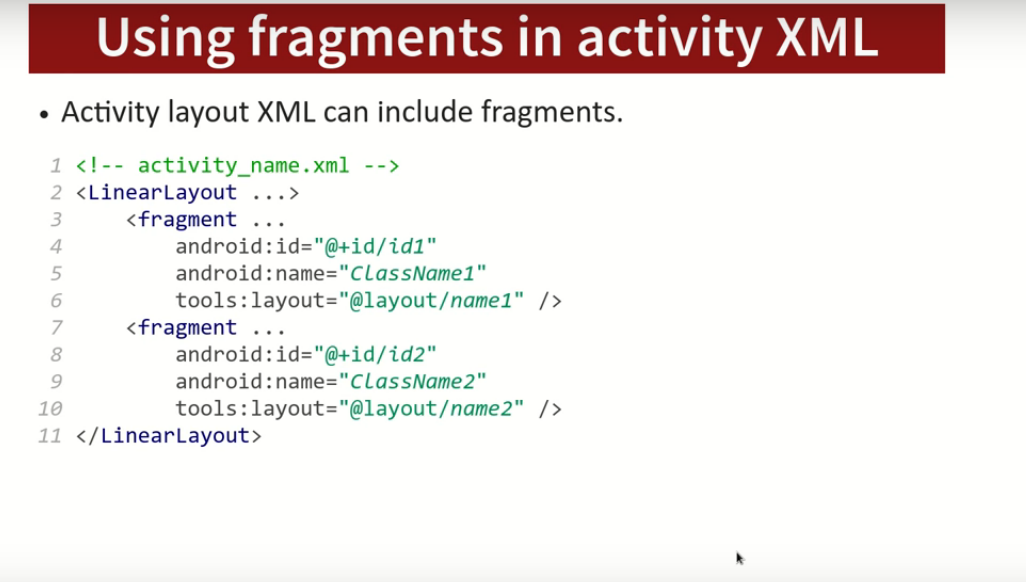 Using fragments in activity XML
• Activity layout XML can include fragments.
1 <!-- activity_name.xml -->
2 <LinearLayout ...>
3     <fragment ...
4         android:id="@+id/id1"
5         android:name="ClassName1"
6         tools:layout="@layout/name1" />
7     <fragment ...
8         android:id="@+id/id2"
9         android:name="ClassName2"
10         tools:layout="@layout/name2" />
11 </LinearLayout>